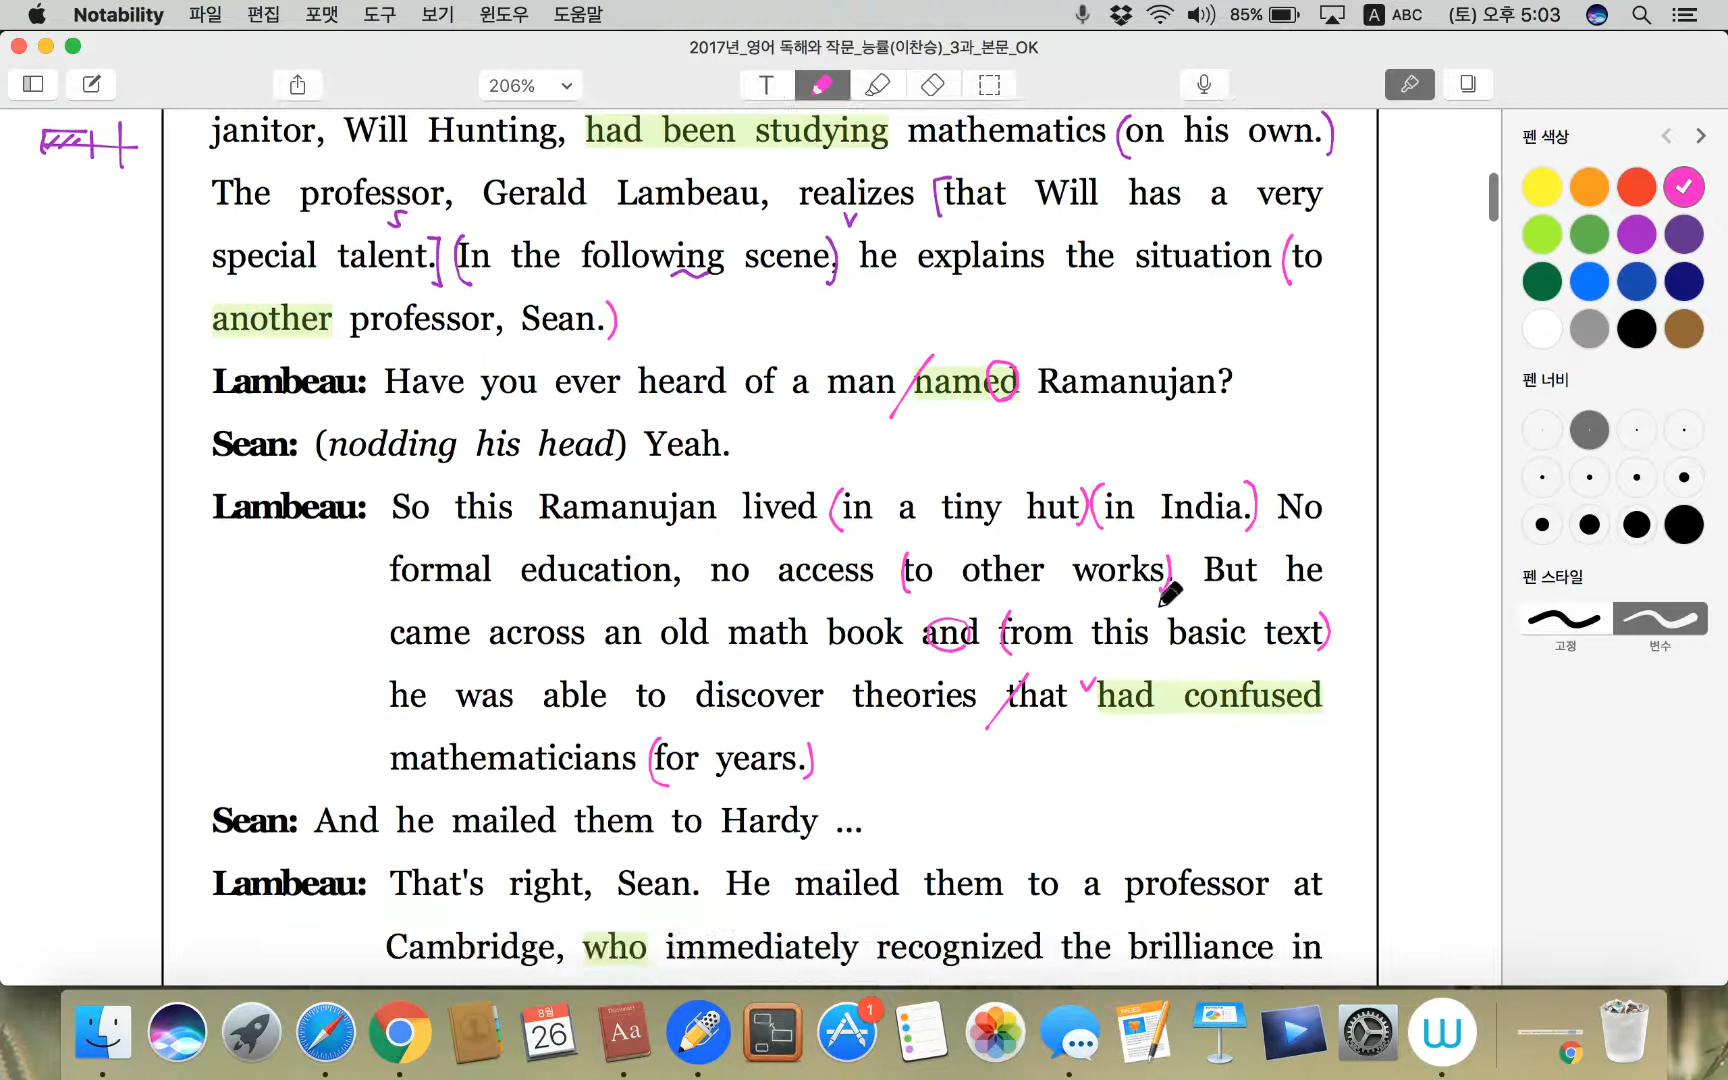 Notability 파일 편집 포맷 도구 보기 윈도우 도움말 85% A ABC (토) 오후 5:03
2017년_영어 독해와 작문_능률(이찬승)_3과_본문_OK
206% T
janitor, Will Hunting, had been studying mathematics (on his own.)
The professor, Gerald Lambeau, realizes [that Will has a very
s v
special talent.] (In the following scene,) he explains the situation (to
another professor, Sean.)
Lambeau: Have you ever heard of a man / named Ramanujan?
Sean: (nodding his head) Yeah.
Lambeau: So this Ramanujan lived (in a tiny hut) (in India.) No
formal education, no access (to other works). But he
came across an old math book and (from this basic text)
he was able to discover theories / that v had confused
mathematicians (for years.)
Sean: And he mailed them to Hardy ...
Lambeau: That's right, Sean. He mailed them to a professor at
Cambridge, who immediately recognized the brilliance in
펜 색상
펜 너비
펜 스타일
고정 변수
8월
26
Aa
1
PAGES
W